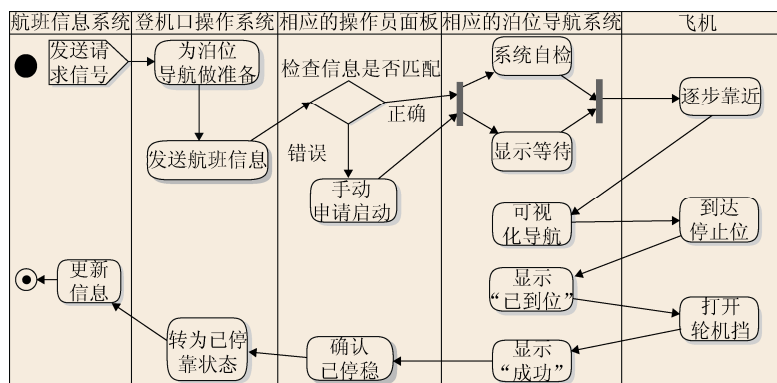 航班信息系统
登机口操作系统
相应的操作员面板
相应的泊位导航系统
飞机
发送请
求信号
为泊位
导航做准备
检查信息是否匹配
系统自检
正确
逐步靠近
发送航班信息
错误
显示等待
手动
申请启动
可视
化导航
到达
停止位
更新
信息
显示
“已到位”
打开
轮机挡
转为已停
靠状态
确认
已停稳
显示
“成功”